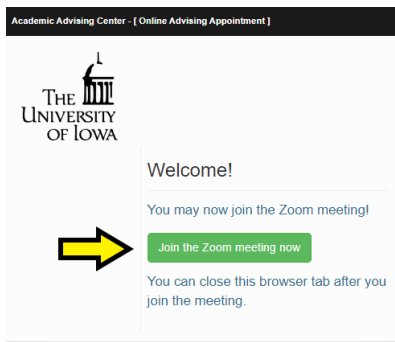 Academic Advising Center - [ Online Advising Appointment ]
THE
UNIVERSITY
OF IOWA
Welcome!
You may now join the Zoom meeting!
Join the Zoom meeting now
You can close this browser tab after you
join the meeting.